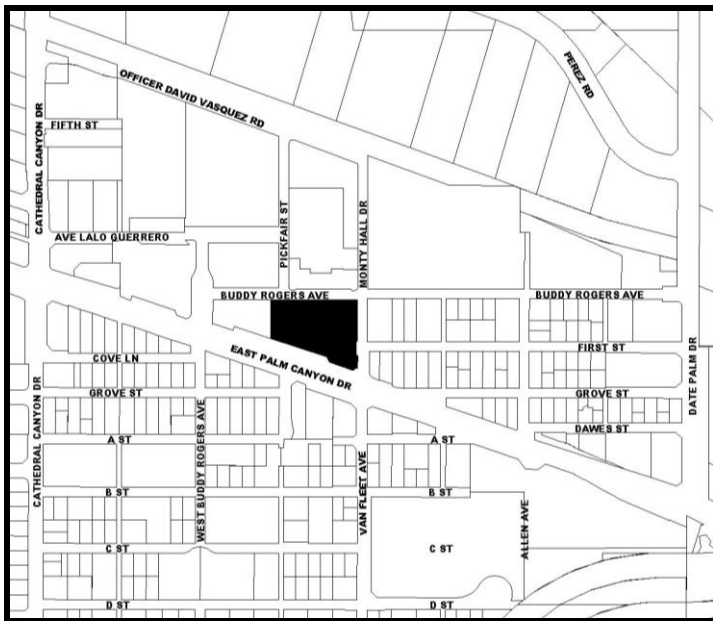 OFFICER DAVID VASQUEZ RD
PEREZ RD
CATHEDRAL CANYON DR
FIFTH ST
PICKFAIR ST
MONTY HALL DR
AVE LALO GUERRERO
BUDDY ROGERS AVE
BUDDY ROGERS AVE
EAST PALM CANYON DR
FIRST ST
COVE LN
DATE PALM DR
CATHEDRAL CANYON DR
GROVE ST
GROVE ST
WEST BUDDY ROGERS AVE
DAWES ST
A ST
A ST
VAN FLEET AVE
B ST
B ST
ALLEN AVE
C ST
C ST
D ST
D ST